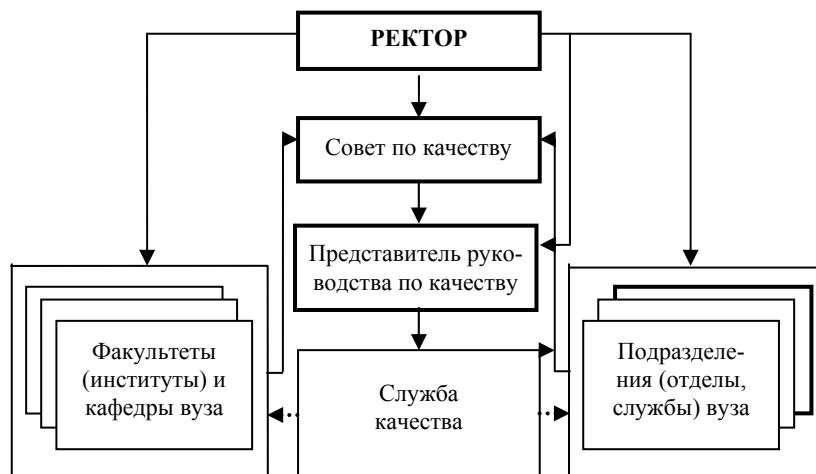 РЕКТОР
Совет по качеству
Представитель руко-
водства по качеству
Факультеты
(институты) и
кафедры вуза
Служба
качества
Подразделе-
ния (отделы,
службы) вуза